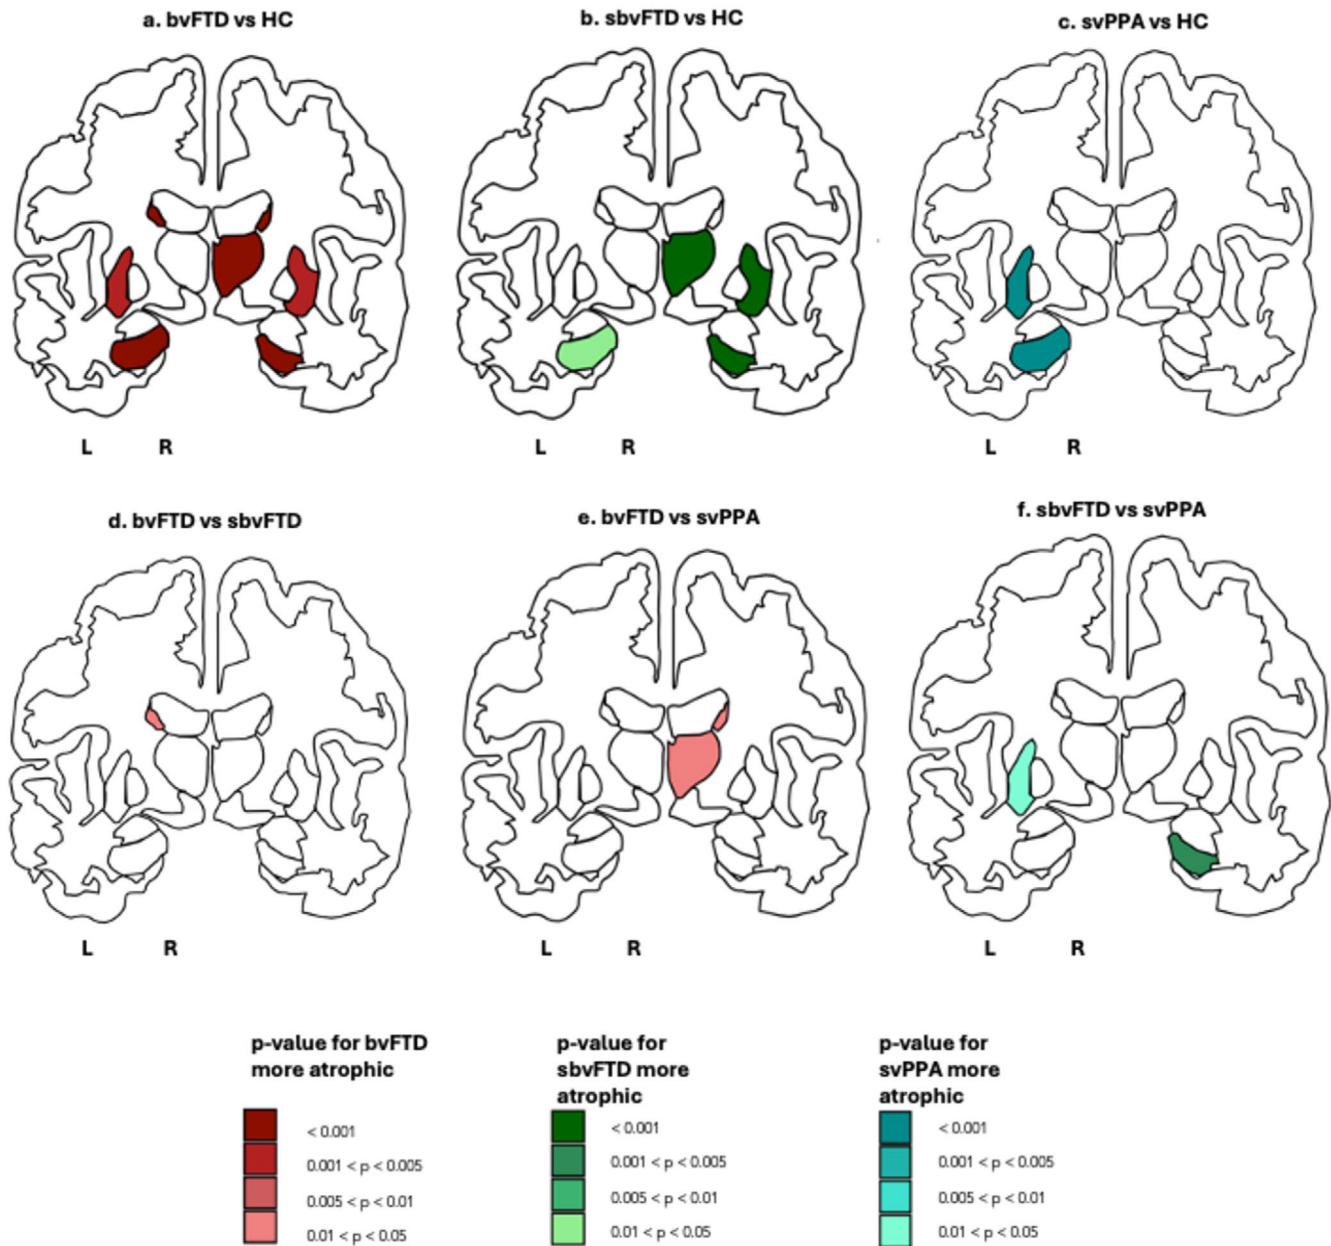 a. bvFTD vs HC
b. sbvFTD vs HC
c. svPPA vs HC
L R
L R
L R
d. bvFTD vs sbvFTD
e. bvFTD vs svPPA
f. sbvFTD vs svPPA
L R
L R
L R
p-value for bvFTD
more atrophic
< 0.001
0.001 < p < 0.005
0.005 < p < 0.01
0.01 < p < 0.05
p-value for
sbvFTD more
atrophic
< 0.001
0.001 < p < 0.005
0.005 < p < 0.01
0.01 < p < 0.05
p-value for
svPPA more
atrophic
< 0.001
0.001 < p < 0.005
0.005 < p < 0.01
0.01 < p < 0.05